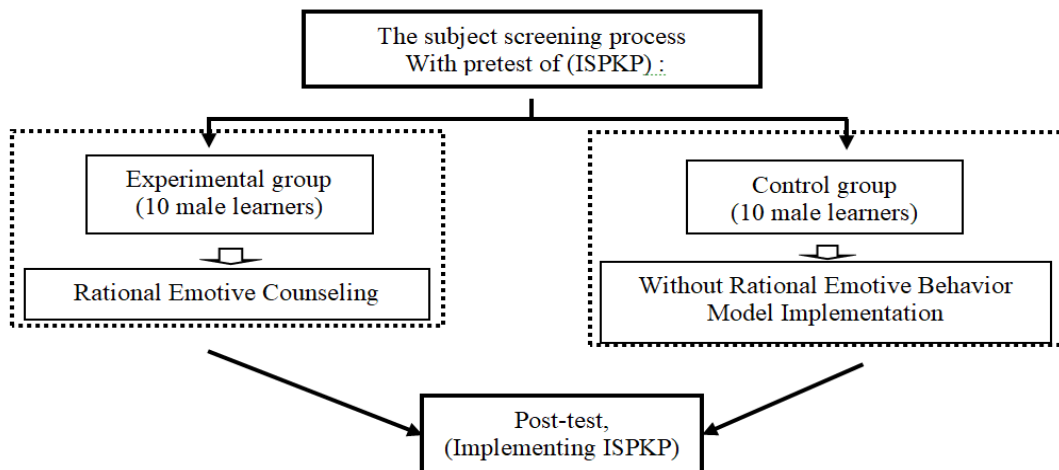 The subject screening process
With pretest of (ISPKP) :
Experimental group
(10 male learners)
Control group
(10 male learners)
Rational Emotive Counseling
Without Rational Emotive Behavior
Model Implementation
Post-test,
(Implementing ISPKP)